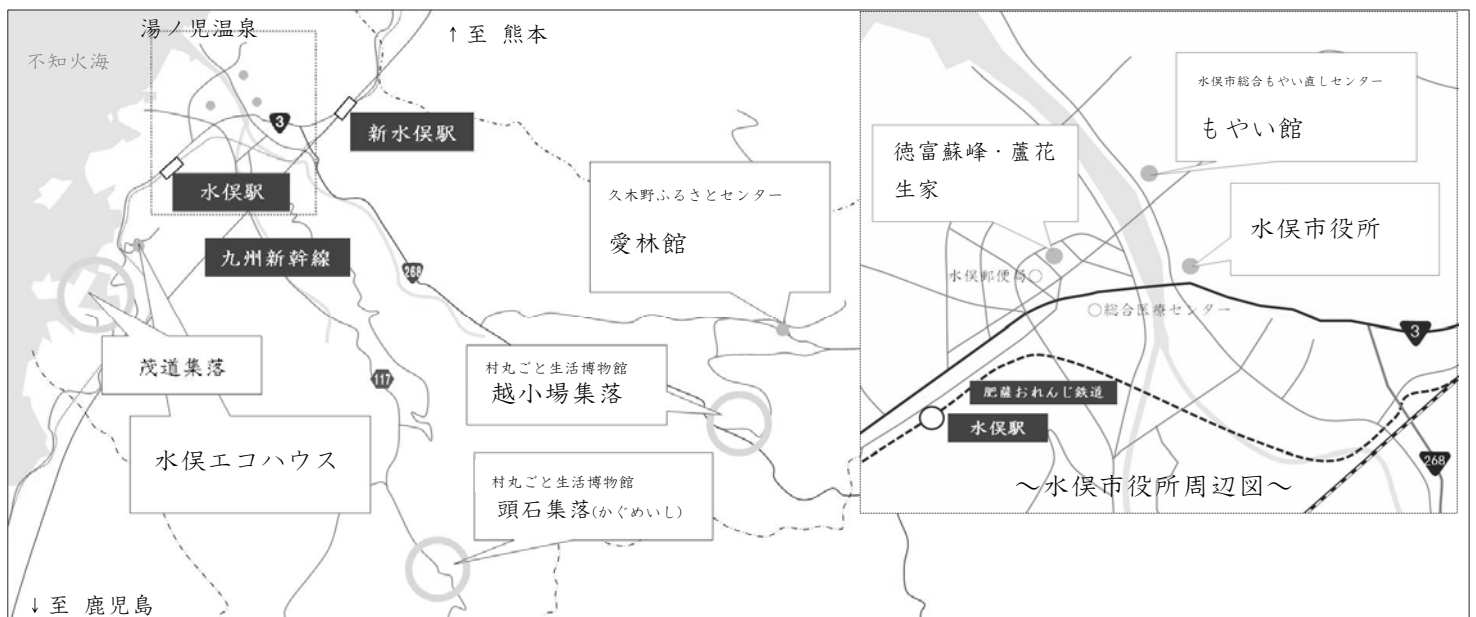 湯ノ児温泉
↑至 熊本
不知火海
3
新水俣駅
水俣駅
九州新幹線
268
久木野ふるさとセンター
愛林館
茂道集落
117
村丸ごと生活博物館
越小場集落
水俣エコハウス
村丸ごと生活博物館
頭石集落(かぐめいし)
↓至 鹿児島
水俣市総合もやい直しセンター
もやい館
徳富蘇峰・蘆花
生家
水俣市役所
水俣郵便局
総合医療センター
3
肥薩おれんじ鉄道
水俣駅
268
～水俣市役所周辺図～